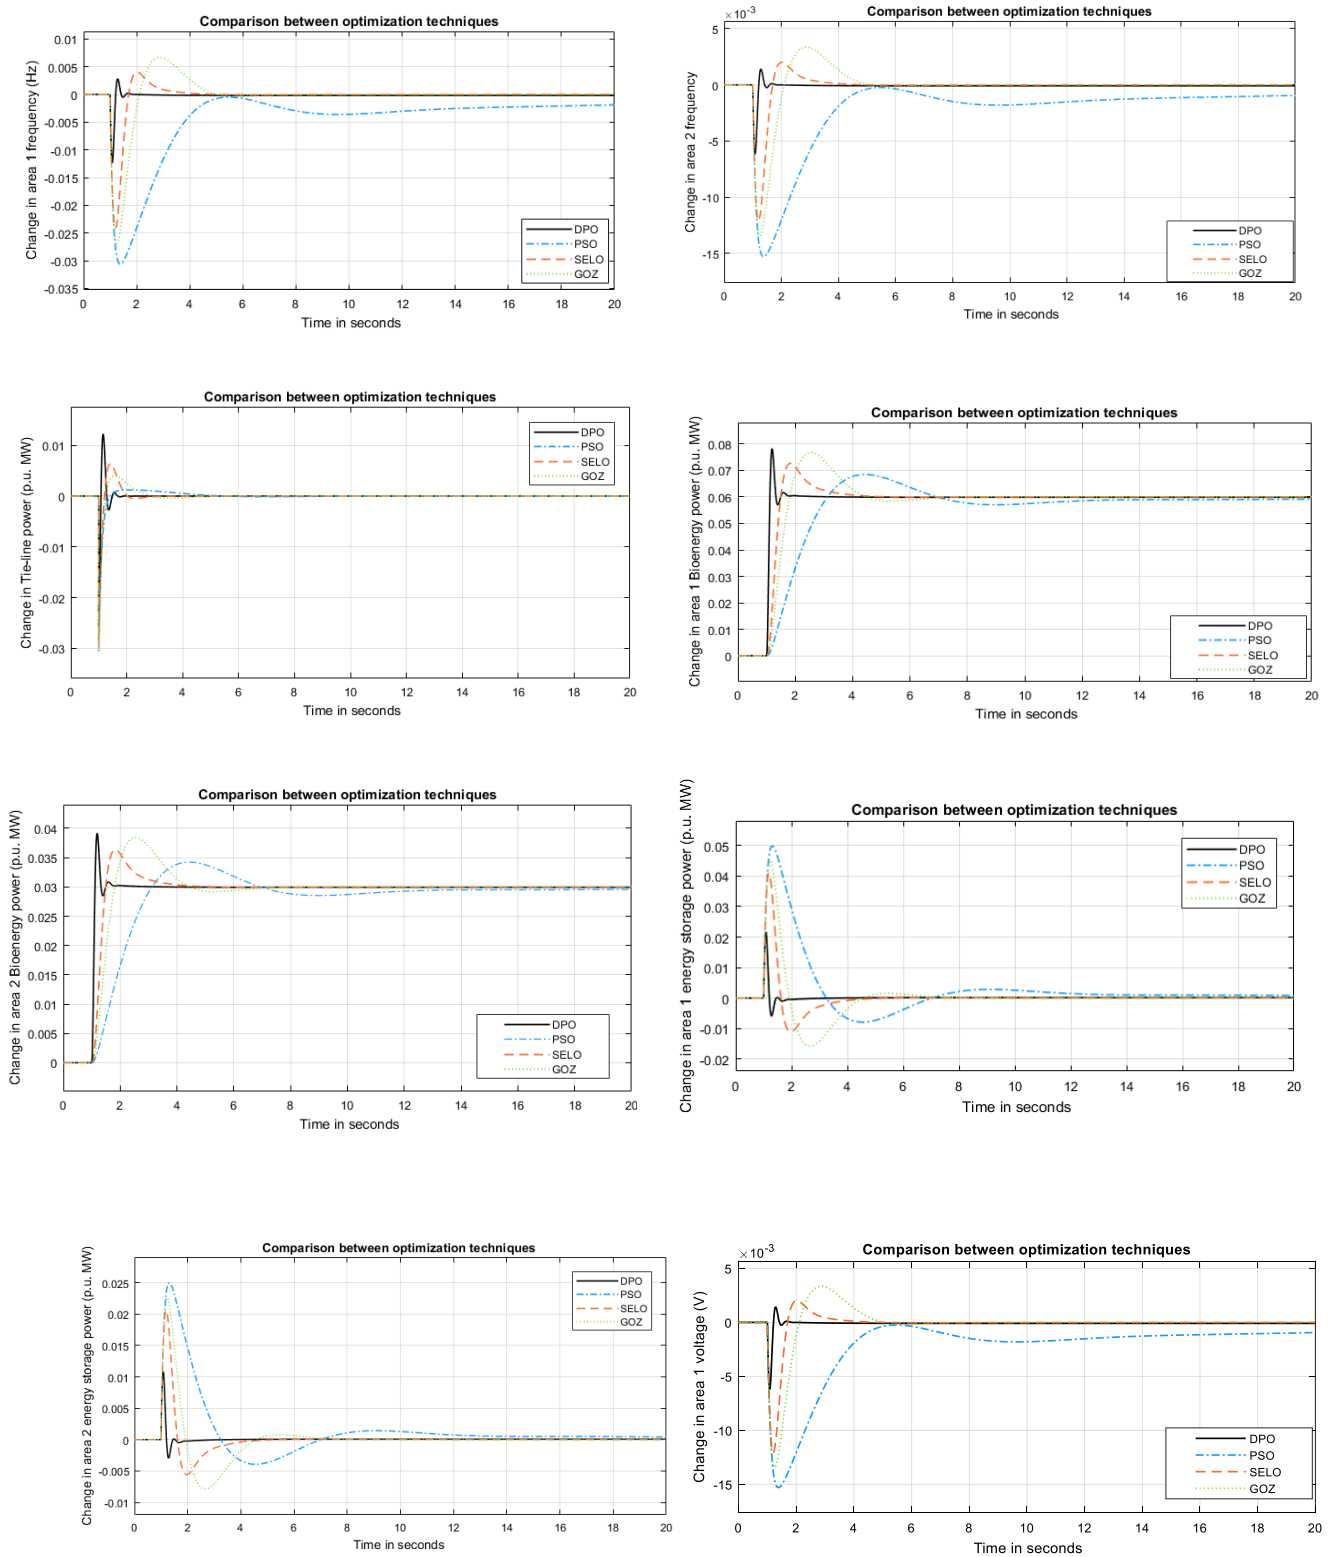 Comparison between optimization techniques
Change in area 1 frequency (Hz)
0.01
0.005
0
-0.005
-0.01
-0.015
-0.02
-0.025
-0.03
-0.035
DPO
PSO
SELO
GOZ
0 2 4 6 8 10 12 14 16 18 20
Time in seconds
Comparison between optimization techniques
×10⁻³
Change in area 2 frequency
5
0
-5
-10
-15
DPO
PSO
SELO
GOZ
0 2 4 6 8 10 12 14 16 18 20
Time in seconds
Comparison between optimization techniques
Change in Tie-line power (p.u. MW)
0.01
0
-0.01
-0.02
-0.03
DPO
PSO
SELO
GOZ
0 2 4 6 8 10 12 14 16 18 20
Time in seconds
Comparison between optimization techniques
Change in area 1 Bioenergy power (p.u. MW)
0.08
0.07
0.06
0.05
0.04
0.03
0.02
0.01
0
DPO
PSO
SELO
GOZ
0 2 4 6 8 10 12 14 16 18 20
Time in seconds
Comparison between optimization techniques
Change in area 2 Bioenergy power (p.u. MW)
0.04
0.035
0.03
0.025
0.02
0.015
0.01
0.005
0
DPO
PSO
SELO
GOZ
0 2 4 6 8 10 12 14 16 18 20
Time in seconds
Comparison between optimization techniques
Change in area 1 energy storage power (p.u. MW)
0.05
0.04
0.03
0.02
0.01
0
-0.01
-0.02
DPO
PSO
SELO
GOZ
0 2 4 6 8 10 12 14 16 18 20
Time in seconds
Comparison between optimization techniques
Change in area 2 energy storage power (p.u. MW)
0.025
0.02
0.015
0.01
0.005
0
-0.005
-0.01
DPO
PSO
SELO
GOZ
0 2 4 6 8 10 12 14 16 18 20
Time in seconds
Comparison between optimization techniques
×10⁻³
Change in area 1 voltage (V)
5
0
-5
-10
-15
DPO
PSO
SELO
GOZ
0 2 4 6 8 10 12 14 16 18 20
Time in seconds